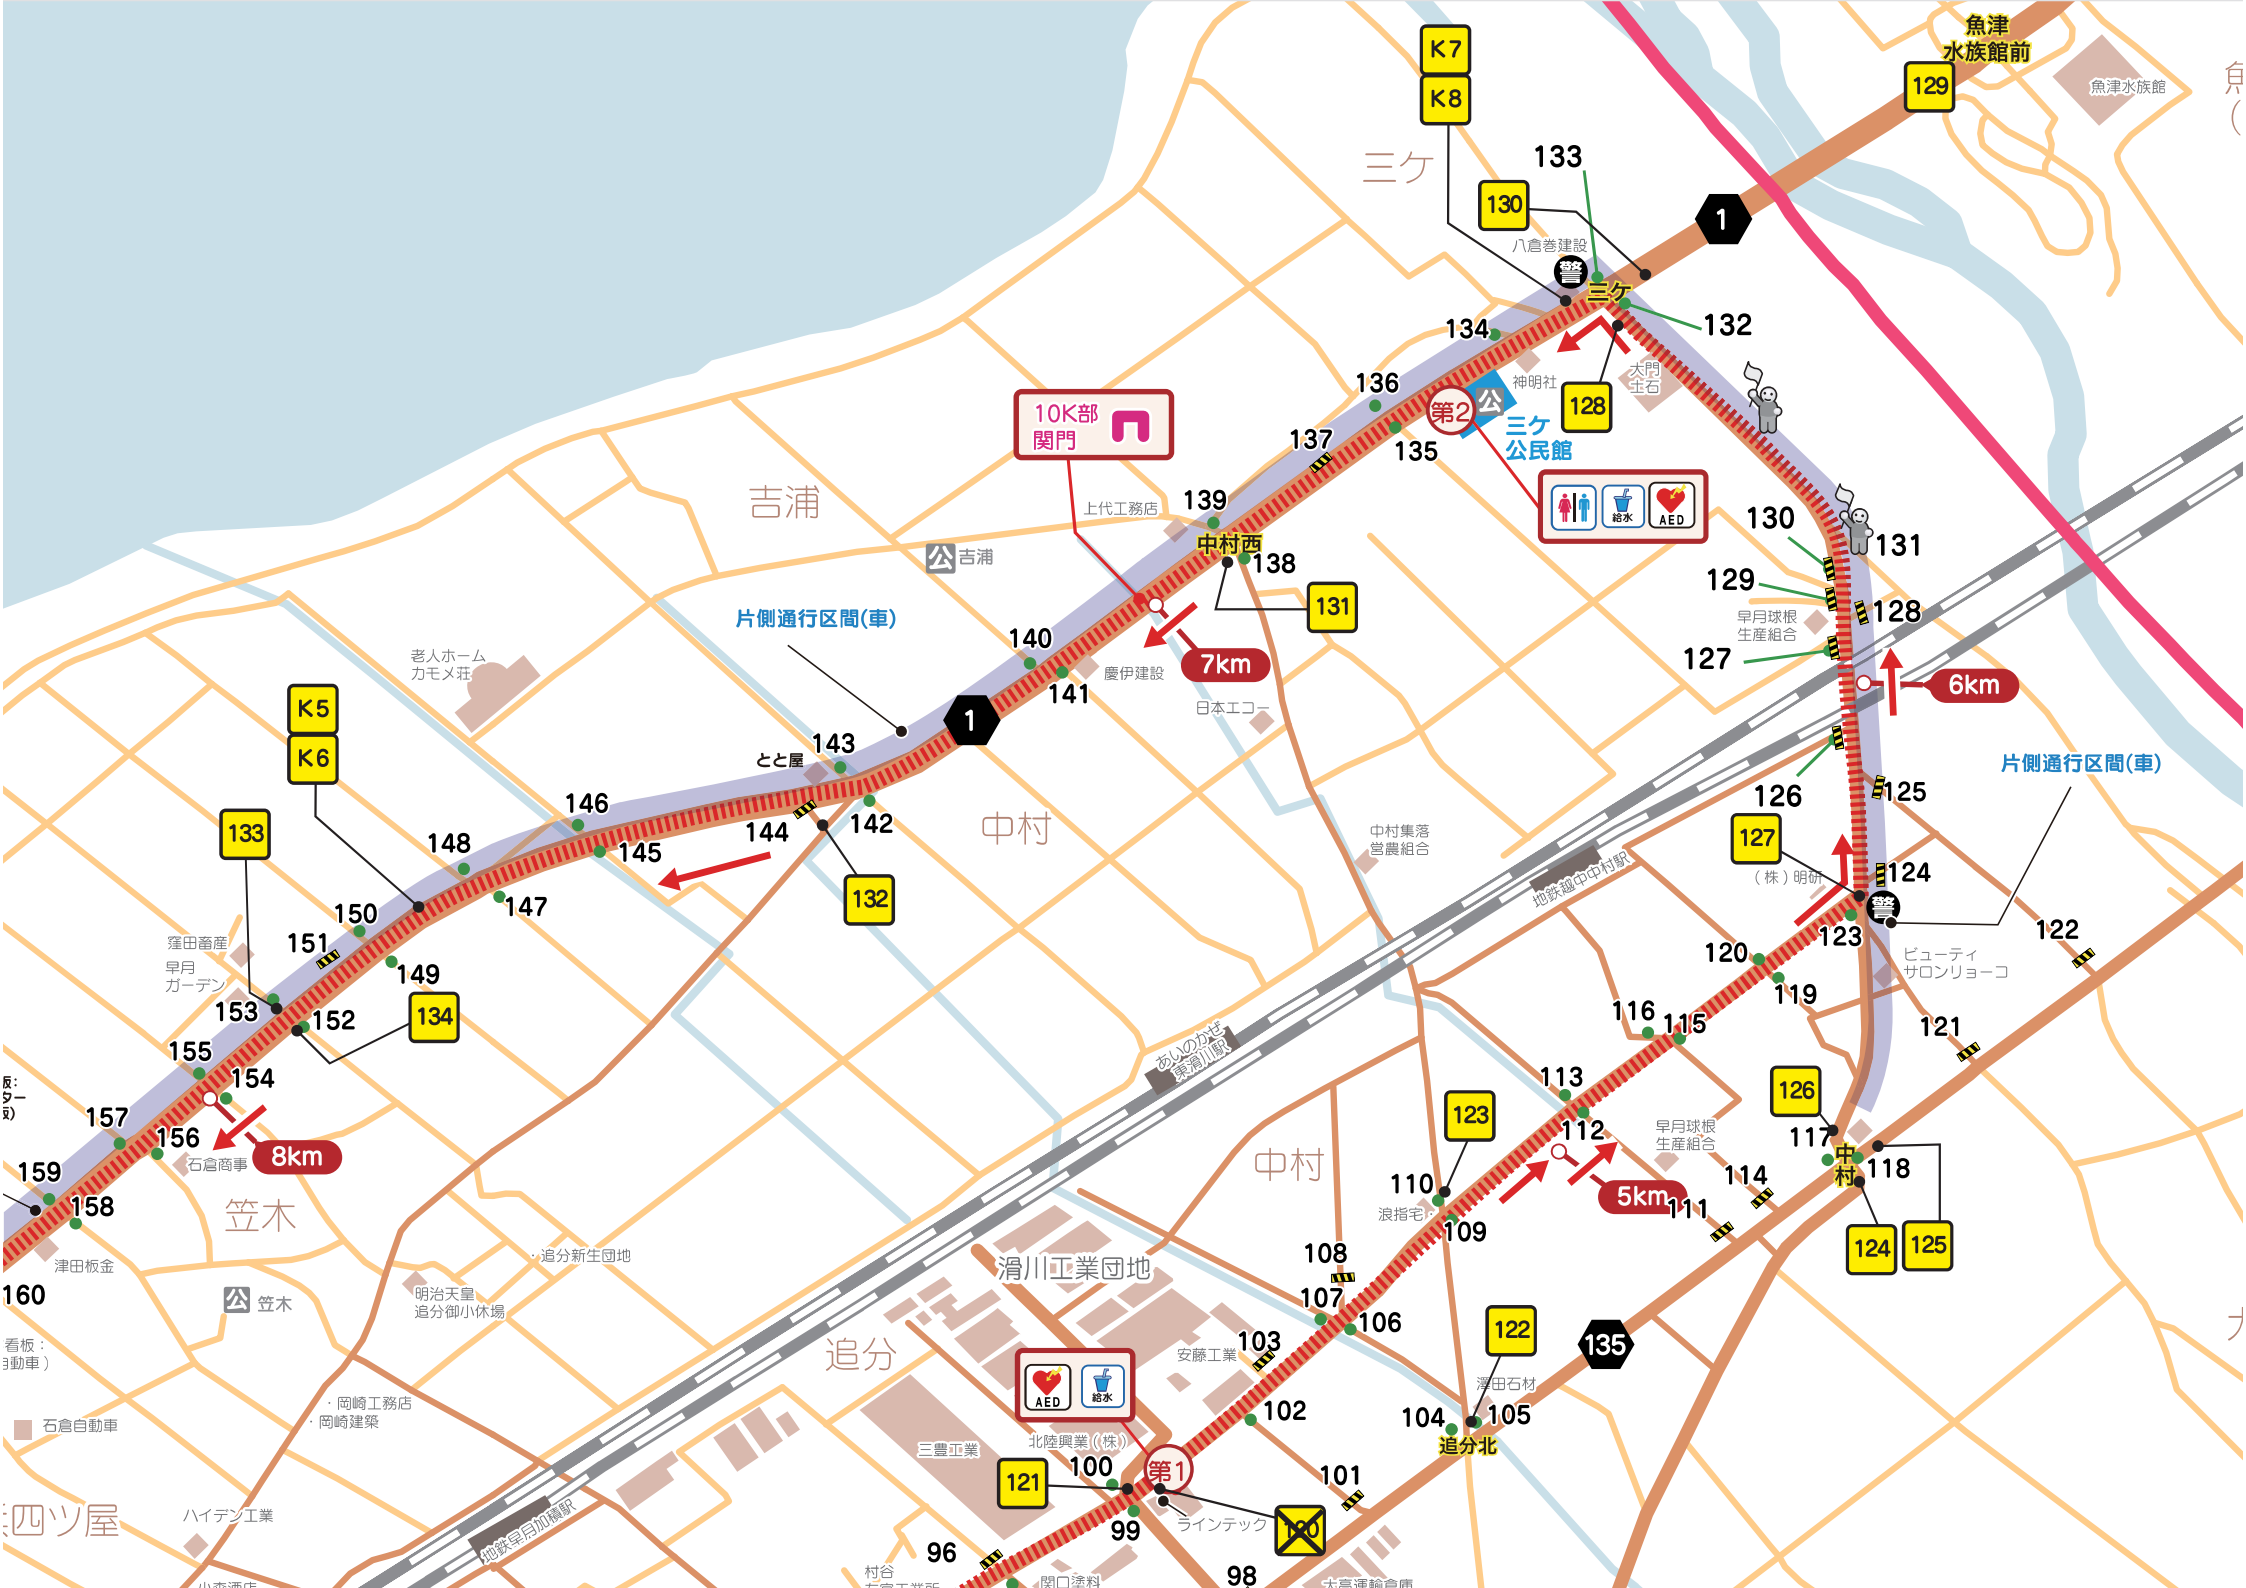 K7
K8
魚津
水族館前
129
魚津水族館
133
三ケ
130
1
八倉巻建設
警
三ケ
132
134
神明社
大門
土石
128
136
第2
公
三ケ
公民館
10K部
関門
137
135
給水
AED
吉浦
139
上代工務店
中村西
138
130
131
公
吉浦
129
131
128
早月球根
生産組合
片側通行区間(車)
140
127
7km
老人ホーム
カモメ荘
141
慶伊建設
6km
K5
K6
日本エコー
1
143
とと屋
片側通行区間(車)
126
125
146
144
142
133
中村
中村集落
営農組合
127
148
145
地鉄越中中村駅
(株)明研
124
132
警
150
147
123
122
窪田畜産
151
120
ビューティ
サロンリョーコ
早月
ガーデン
149
119
153
152
134
116
115
121
あいのかぜ
東滑川駅
155
154
113
126
157
123
112
早月球根
生産組合
117
156
8km
石倉商事
中村
中村
118
159
110
114
158
浪指宅
5km
111
笠木
109
124
125
追分新生団地
108
津田板金
滑川工業団地
160
公
笠木
明治天皇
追分御小休場
107
106
122
135
看板：
自動車）
追分
103
安藤工業
AED
給水
澤田石材
・岡崎工務店
・岡崎建築
102
104
105
石倉自動車
三豊工業
北陸興業(株)
追分北
100
第1
121
101
四ツ屋
ハイデン工業
地鉄早月加積駅
99
ラインテック
96
村谷
関口塗料
98